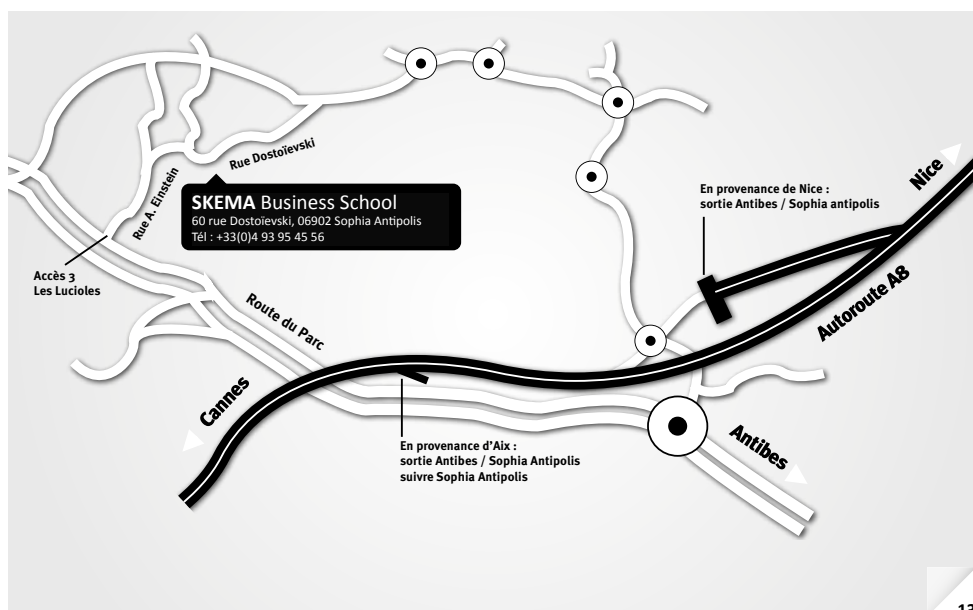 Rue Dostoïevski
Rue A. Einstein
SKEMA Business School
60 rue Dostoïevski, 06902 Sophia Antipolis
Tél : +33(0)4 93 95 45 56
En provenance de Nice :
sortie Antibes / Sophia antipolis
Nice
Autoroute A8
Accès 3
Les Lucioles
Route du Parc
Cannes
En provenance d'Aix :
sortie Antibes / Sophia Antipolis
suivre Sophia Antipolis
Antibes